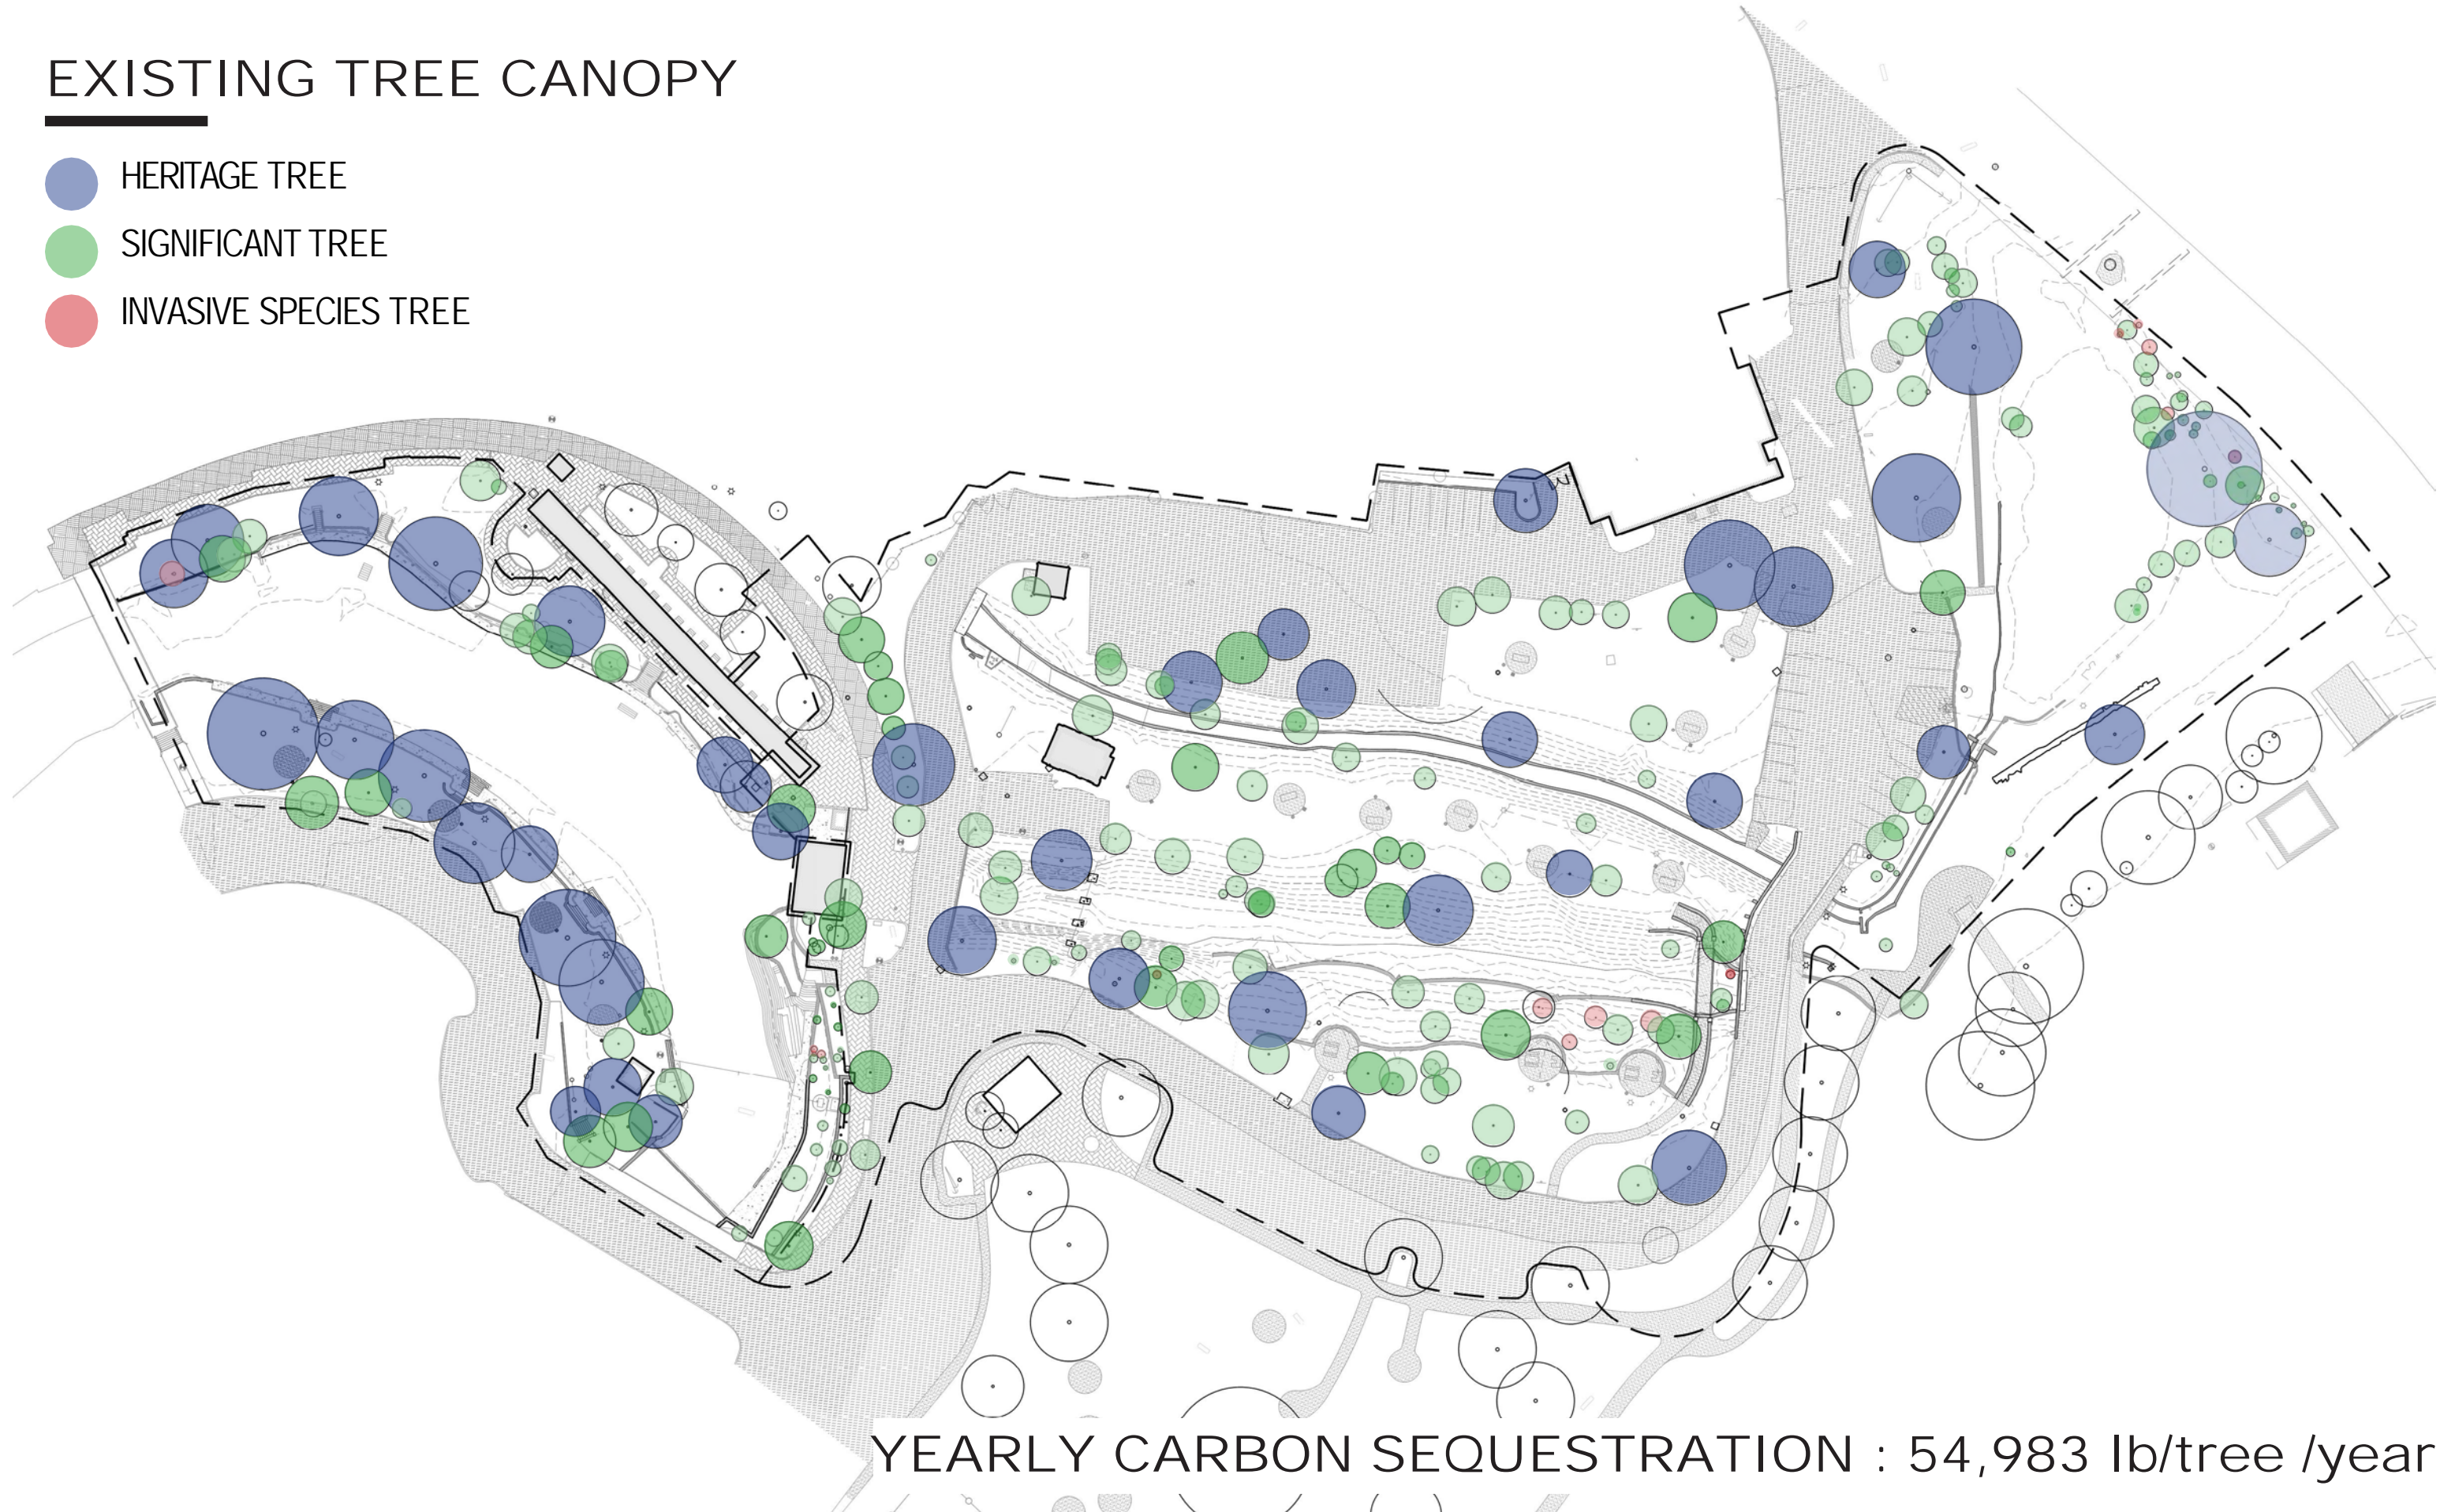 EXISTING TREE CANOPY
HERITAGE TREE
SIGNIFICANT TREE
INVASIVE SPECIES TREE
YEARLY CARBON SEQUESTRATION : 54,983 lb/tree /year